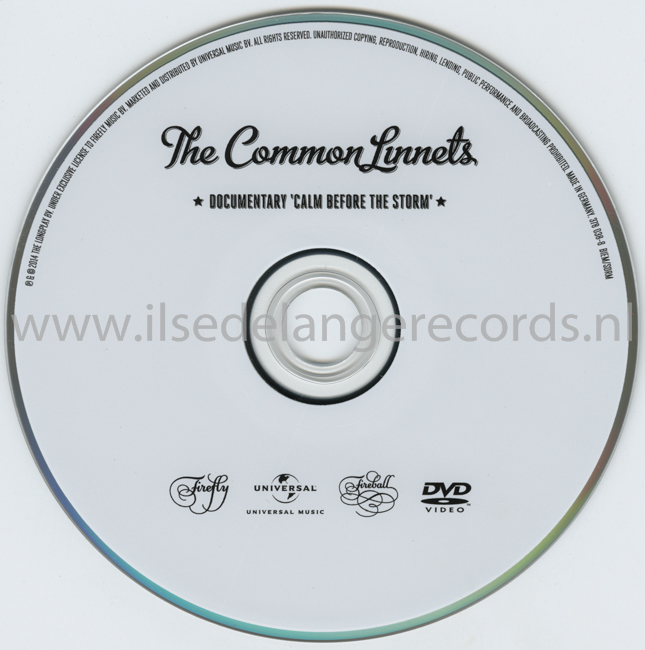 ℗ & © 2014 THE LONGPLAY BV. UNDER EXCLUSIVE LICENSE TO FIREFLY MUSIC BV. MARKETED AND DISTRIBUTED BY UNIVERSAL MUSIC BV. ALL RIGHTS RESERVED. UNAUTHORIZED COPYING, REPRODUCTION, HIRING, LENDING, PUBLIC PERFORMANCE AND BROADCASTING PROHIBITED. MADE IN GERMANY. 378 036-8 BIEM/SDRM
The Common Linnets
★ DOCUMENTARY 'CALM BEFORE THE STORM' ★
www.ilsedelangerecords.nl
Firefly UNIVERSAL Fireball DVD
UNIVERSAL MUSIC VIDEO™